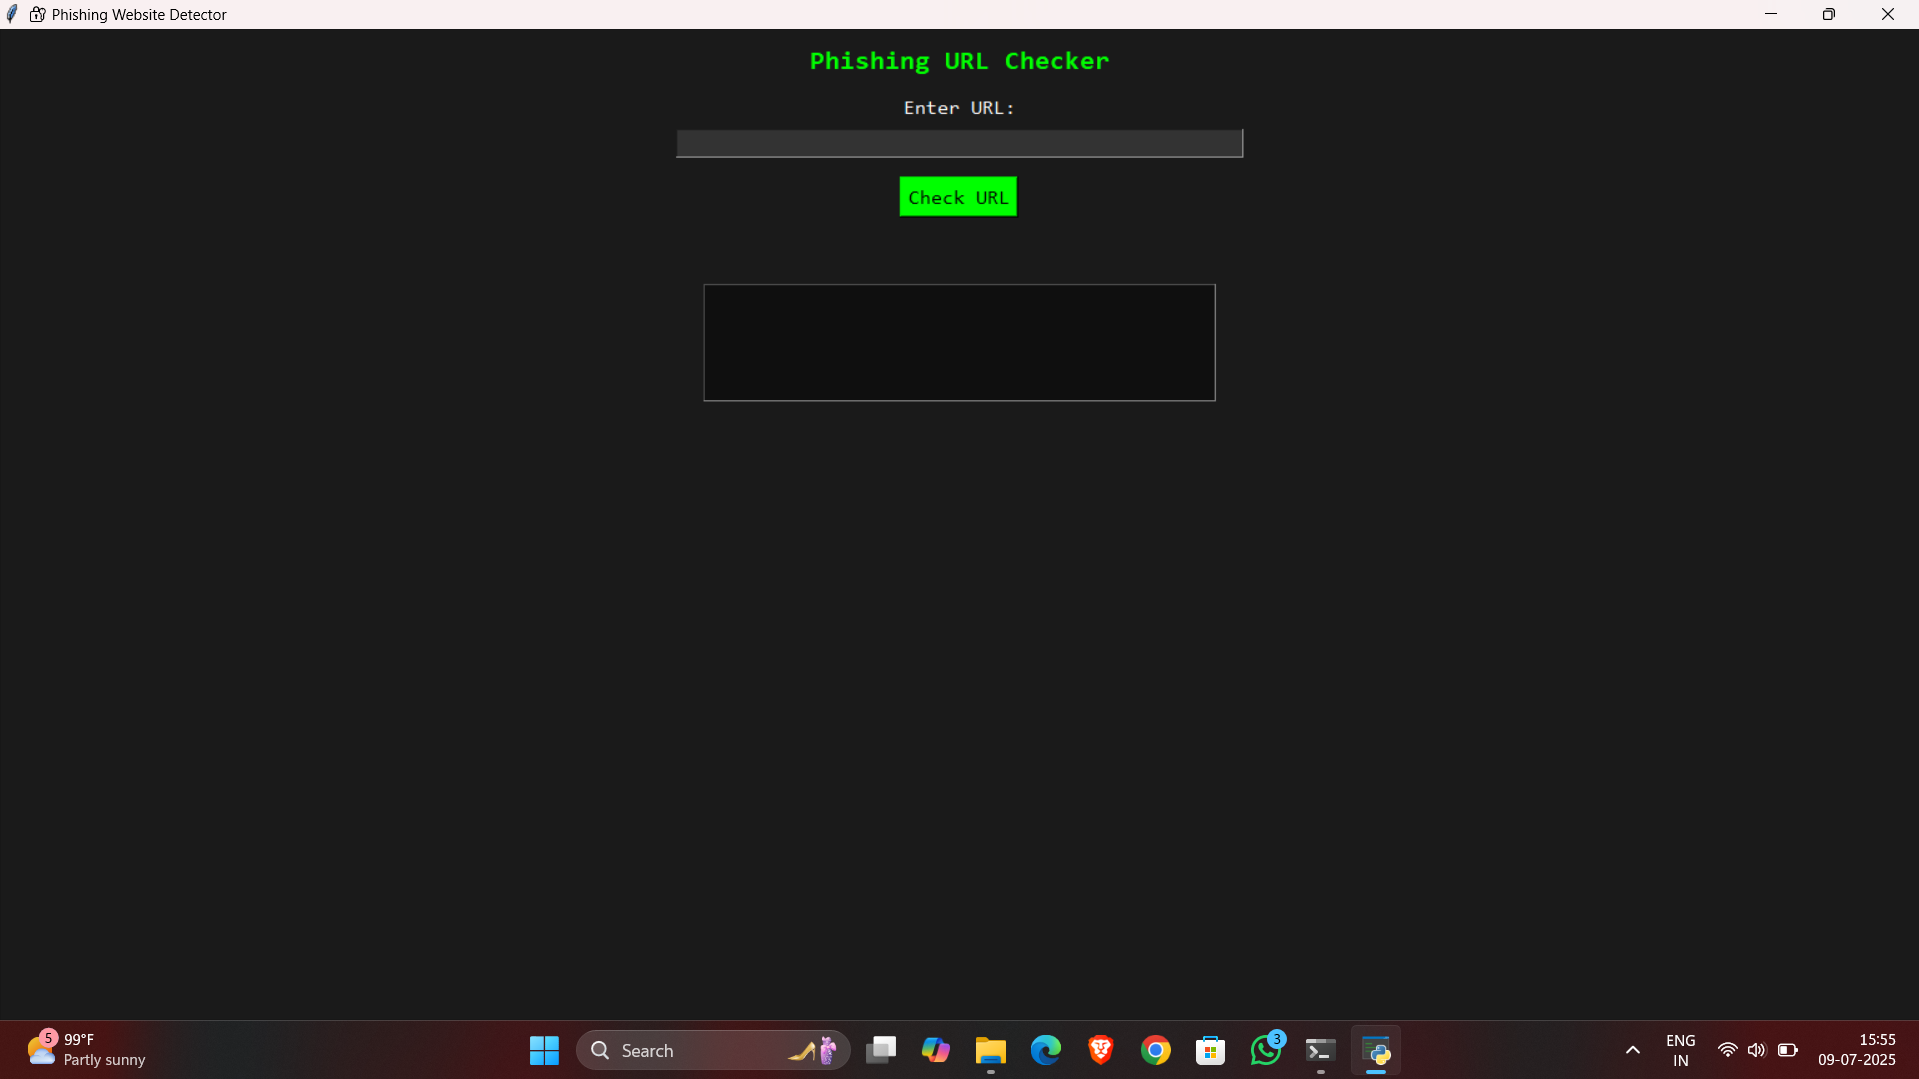 Phishing Website Detector
Phishing URL Checker
Enter URL:
Check URL
5
99°F
Partly sunny
Search
3
ENG
IN
15:55
09-07-2025